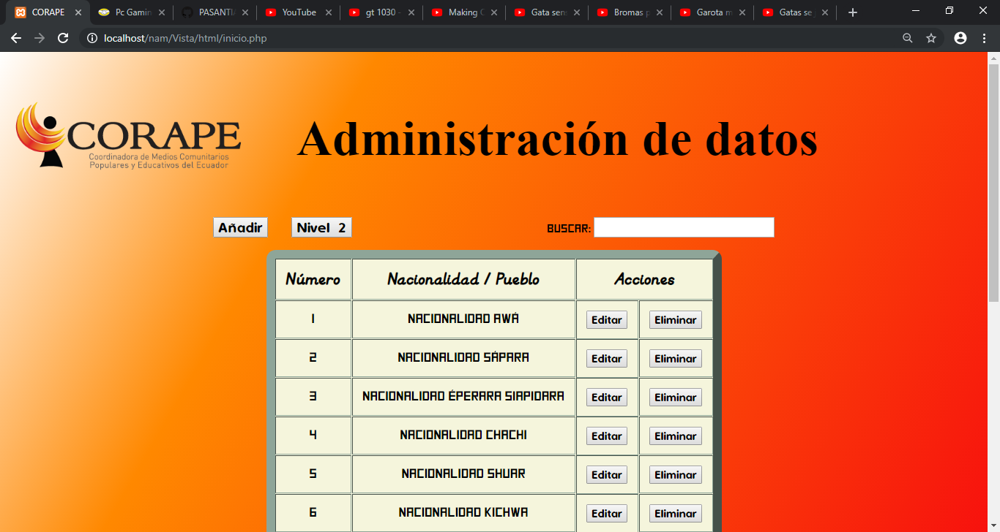 CORAPE
Pc Gamin
PASANTI
YouTube
gt 1030 -
Making
Gata sen
Bromas p
Garota m
Gatas se
localhost/nam/Vista/html/inicio.php
CORAPE
Coordinadora de Medios Comunitarios
Populares y Educativos del Ecuador
Administración de datos
Añadir Nivel 2 BUSCAR:
Número Nacionalidad / Pueblo Acciones
1 NACIONALIDAD AWÁ Editar Eliminar
2 NACIONALIDAD SÁPARA Editar Eliminar
3 NACIONALIDAD ÉPERARA SIAPIDARA Editar Eliminar
4 NACIONALIDAD CHACHI Editar Eliminar
5 NACIONALIDAD SHUAR Editar Eliminar
6 NACIONALIDAD KICHWA Editar Eliminar